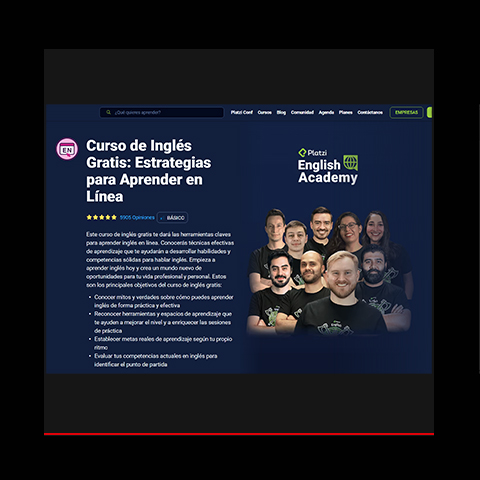 ¿Qué quieres aprender?
Platzi Conf Cursos Blog Comunidad Agenda Planes Contáctanos EMPRESAS
EN
Curso de Inglés
Gratis: Estrategias
para Aprender en
Línea
5905 Opiniones BÁSICO
Este curso de inglés gratis te dará las herramientas claves
para aprender inglés en línea. Conocerás técnicas efectivas
de aprendizaje que te ayudarán a desarrollar habilidades y
competencias sólidas para hablar inglés. Empieza a
aprender inglés hoy y crea un mundo nuevo de
oportunidades para tu vida profesional y personal. Estos
son los principales objetivos del curso de inglés gratis:
• Conocer mitos y verdades sobre cómo puedes aprender
inglés de forma práctica y efectiva
• Reconocer herramientas y espacios de aprendizaje que
te ayuden a mejorar el nivel y a enriquecer las sesiones
de práctica
• Establecer metas reales de aprendizaje según tu propio
ritmo
• Evaluar tus competencias actuales en inglés para
identificar el punto de partida
Platzi
English
Academy